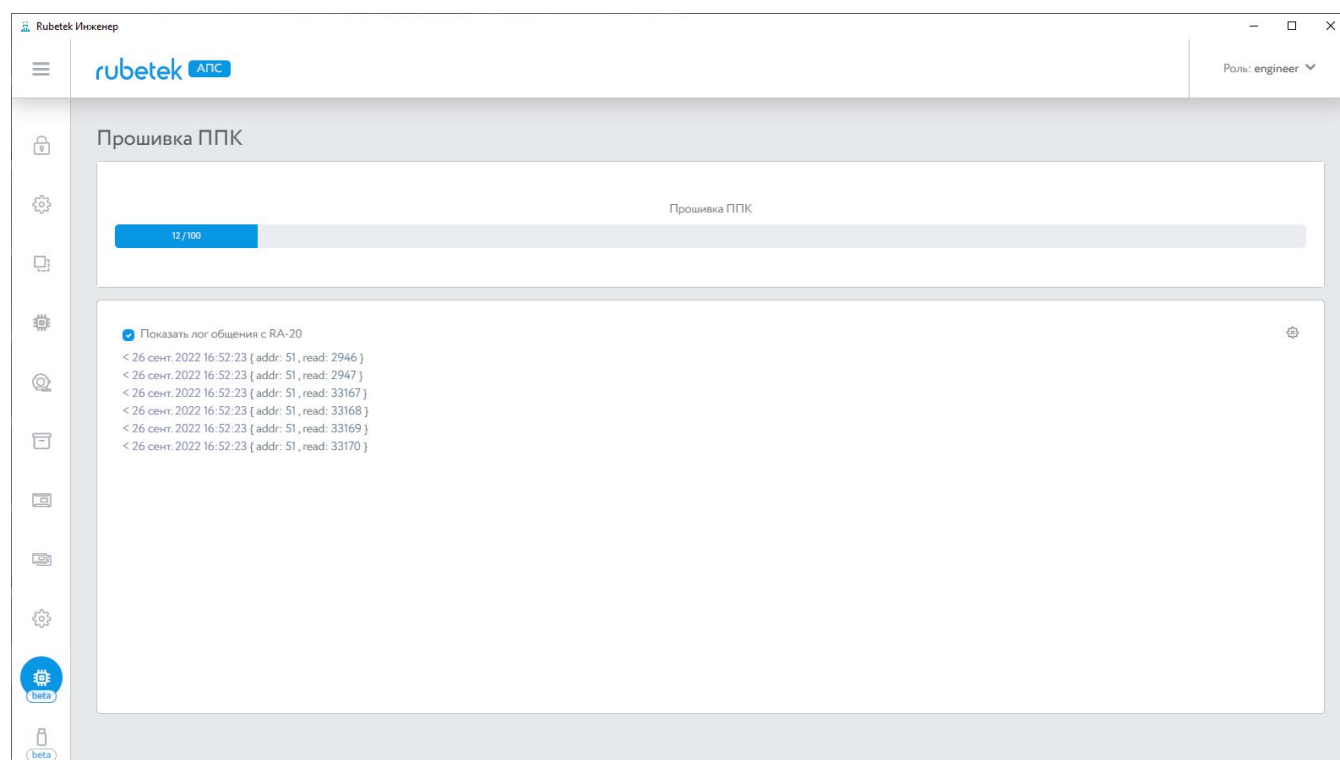 Rubetek Инженер
rubetek АПС
Роль: engineer
Прошивка ППК
Прошивка ППК
12/100
Показать лог общения с RA-20
< 26 сент. 2022 16:52:23 { addr: 51 , read: 2946 }
< 26 сент. 2022 16:52:23 { addr: 51 , read: 2947 }
< 26 сент. 2022 16:52:23 { addr: 51 , read: 33167 }
< 26 сент. 2022 16:52:23 { addr: 51 , read: 33168 }
< 26 сент. 2022 16:52:23 { addr: 51 , read: 33169 }
< 26 сент. 2022 16:52:23 { addr: 51 , read: 33170 }
beta
beta